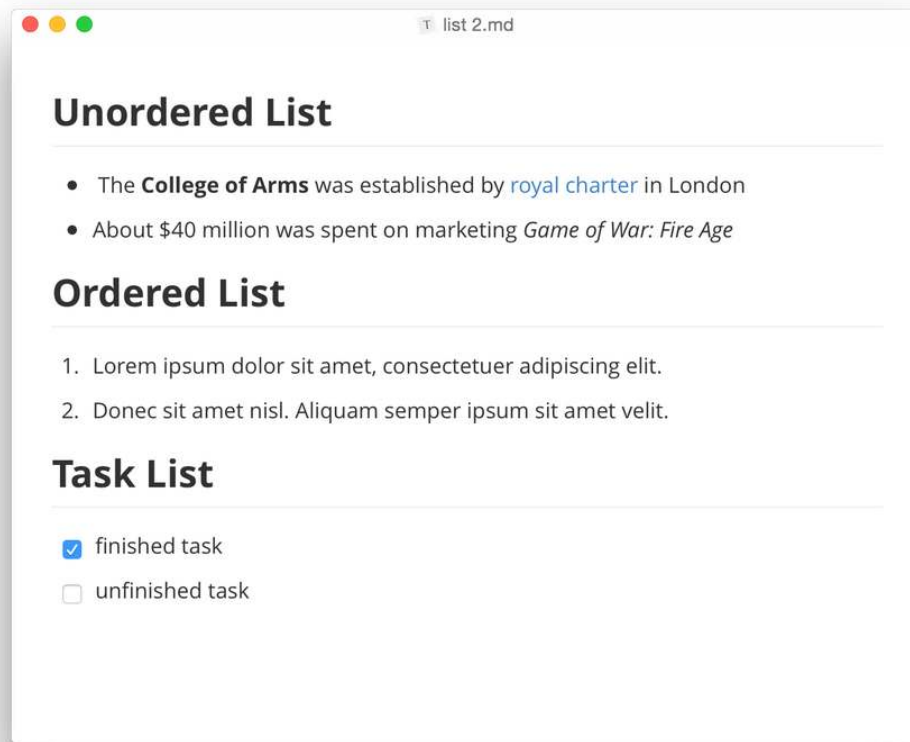 T list 2.md
Unordered List
• The College of Arms was established by royal charter in London
• About $40 million was spent on marketing Game of War: Fire Age
Ordered List
1. Lorem ipsum dolor sit amet, consectetuer adipiscing elit.
2. Donec sit amet nisl. Aliquam semper ipsum sit amet velit.
Task List
finished task
unfinished task